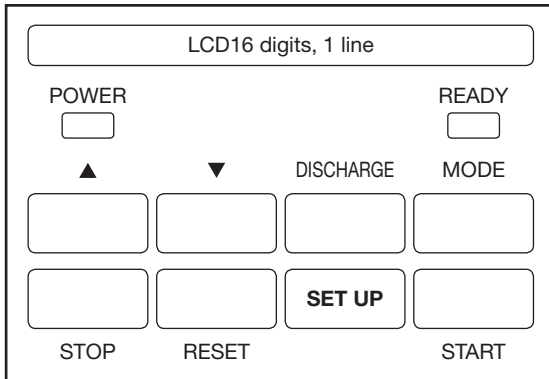 LCD16 digits, 1 line
POWER READY
▲ ▼ DISCHARGE MODE
SET UP
STOP RESET START